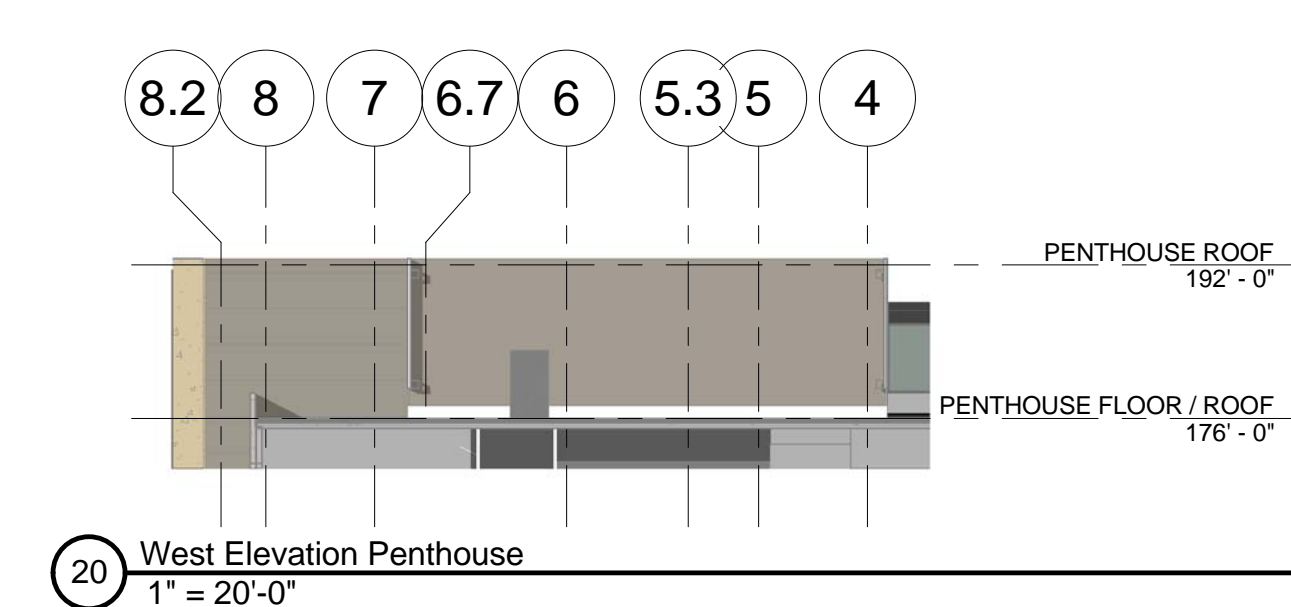 8.2 8 7 6.7 6 5.3 5 4
PENTHOUSE ROOF
192' - 0"
PENTHOUSE FLOOR / ROOF
176' - 0"
20 West Elevation Penthouse
1" = 20'-0"